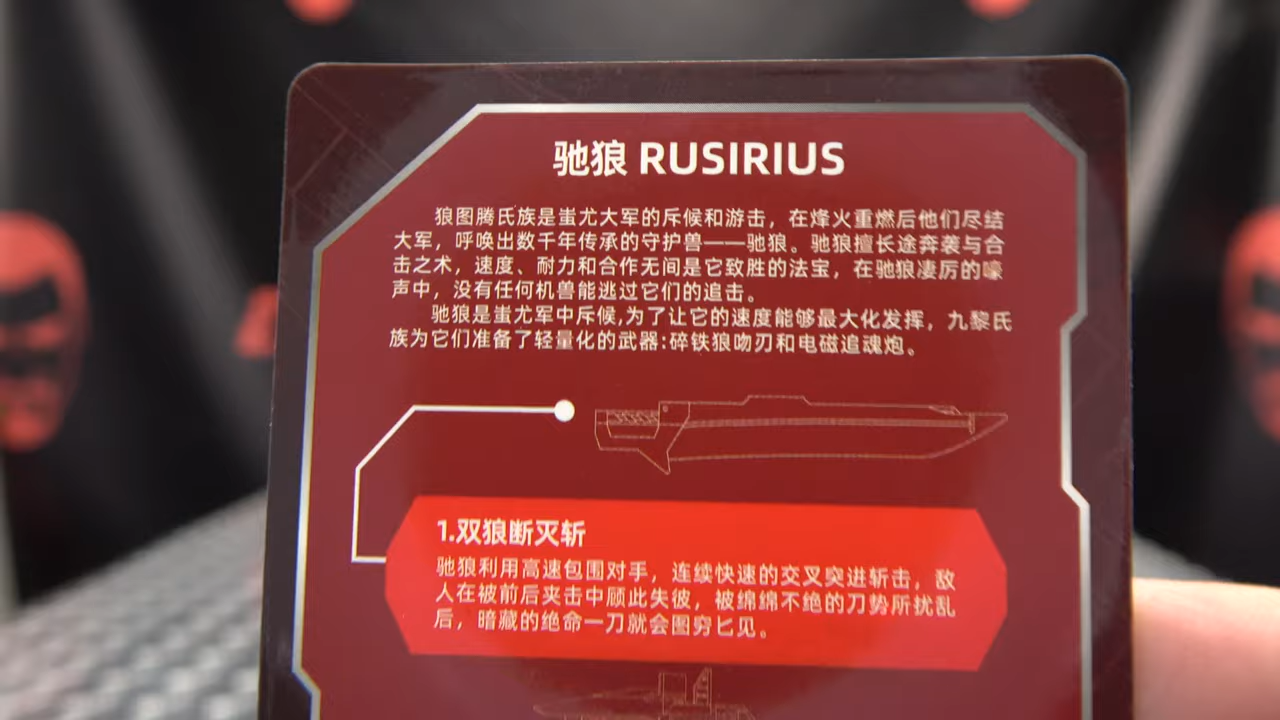 驰狼 RUSIRIUS
狼图腾氏族是蚩尤大军的斥候和游击，在烽火重燃后他们尽结
大军，呼唤出数千年传承的守护兽——驰狼。驰狼擅长途奔袭与合
击之术，速度、耐力和合作无间是它致胜的法宝，在驰狼凄厉的嚎
声中，没有任何机兽能逃过它们的追击。
驰狼是蚩尤军中斥候,为了让它的速度能够最大化发挥，九黎氏
族为它们准备了轻量化的武器:碎铁狼吻刃和电磁追魂炮。
1.双狼断灭斩
驰狼利用高速包围对手，连续快速的交叉突进斩击，敌
人在被前后夹击中顾此失彼，被绵绵不绝的刀势所扰乱
后，暗藏的绝命一刀就会图穷匕见。